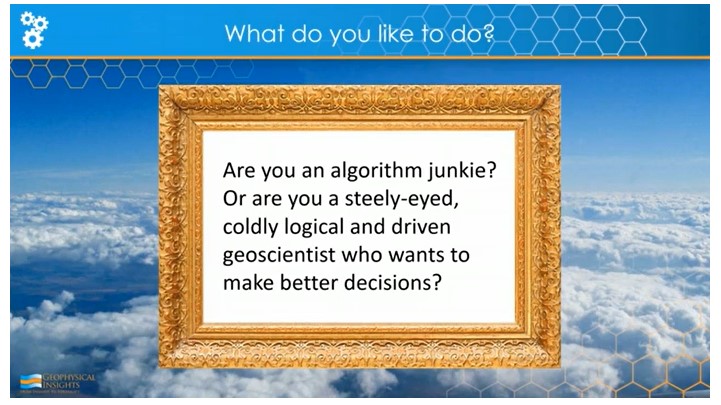 What do you like to do?
Are you an algorithm junkie?
Or are you a steely-eyed,
coldly logical and driven
geoscientist who wants to
make better decisions?
GEOPHYSICAL
INSIGHTS